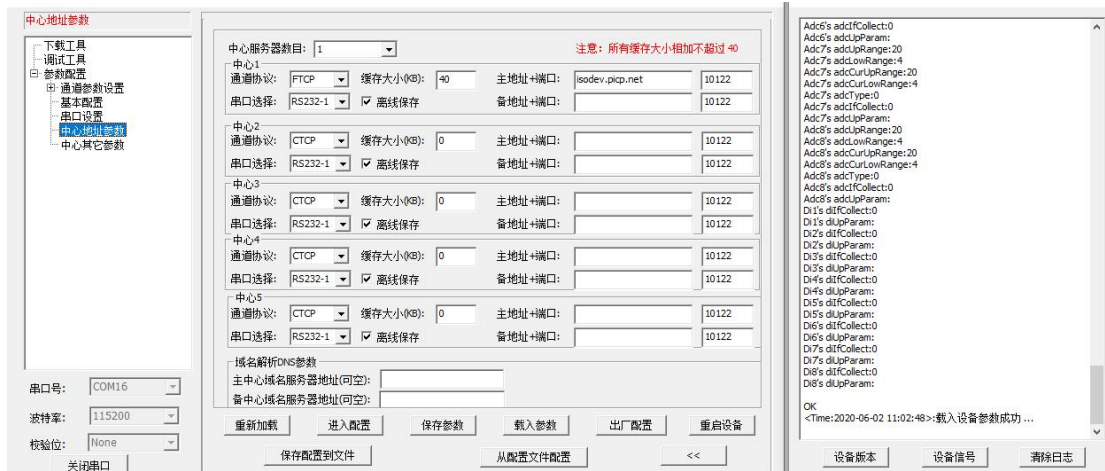 中心地址参数
下载工具
调试工具
参数配置
通道参数设置
基本配置
串口设置
中心地址参数
中心其它参数
串口号: COM16
波特率: 115200
校验位: None
关闭串口
中心服务器数目: 1 注意：所有缓存大小相加不超过 40
中心1
通道协议: FTCP 缓存大小(KB): 40 主地址+端口: isodev.picp.net 10122
串口选择: RS232-1 离线保存 备地址+端口: 10122
中心2
通道协议: CTCP 缓存大小(KB): 0 主地址+端口: 10122
串口选择: RS232-1 离线保存 备地址+端口: 10122
中心3
通道协议: CTCP 缓存大小(KB): 0 主地址+端口: 10122
串口选择: RS232-1 离线保存 备地址+端口: 10122
中心4
通道协议: CTCP 缓存大小(KB): 0 主地址+端口: 10122
串口选择: RS232-1 离线保存 备地址+端口: 10122
中心5
通道协议: CTCP 缓存大小(KB): 0 主地址+端口: 10122
串口选择: RS232-1 离线保存 备地址+端口: 10122
域名解析DNS参数
主中心域名服务器地址(可空):
备中心域名服务器地址(可空):
重新加载 进入配置 保存参数 载入参数 出厂配置 重启设备
保存配置到文件 从配置文件配置 <<
Adc6's adcIfCollect:0
Adc6's adcUpParam:
Adc7's adcUpRange:20
Adc7's adcLowRange:4
Adc7's adcCurUpRange:20
Adc7's adcCurLowRange:4
Adc7's adcType:0
Adc7's adcIfCollect:0
Adc7's adcUpParam:
Adc8's adcUpRange:20
Adc8's adcLowRange:4
Adc8's adcCurUpRange:20
Adc8's adcCurLowRange:4
Adc8's adcType:0
Adc8's adcIfCollect:0
Adc8's adcUpParam:
Di1's diIfCollect:0
Di1's diUpParam:
Di2's diIfCollect:0
Di2's diUpParam:
Di3's diIfCollect:0
Di3's diUpParam:
Di4's diIfCollect:0
Di4's diUpParam:
Di5's diIfCollect:0
Di5's diUpParam:
Di6's diIfCollect:0
Di6's diUpParam:
Di7's diIfCollect:0
Di7's diUpParam:
Di8's diIfCollect:0
Di8's diUpParam:
OK
<Time:2020-06-02 11:02:48>:载入设备参数成功 ...
设备版本 设备信号 清除日志